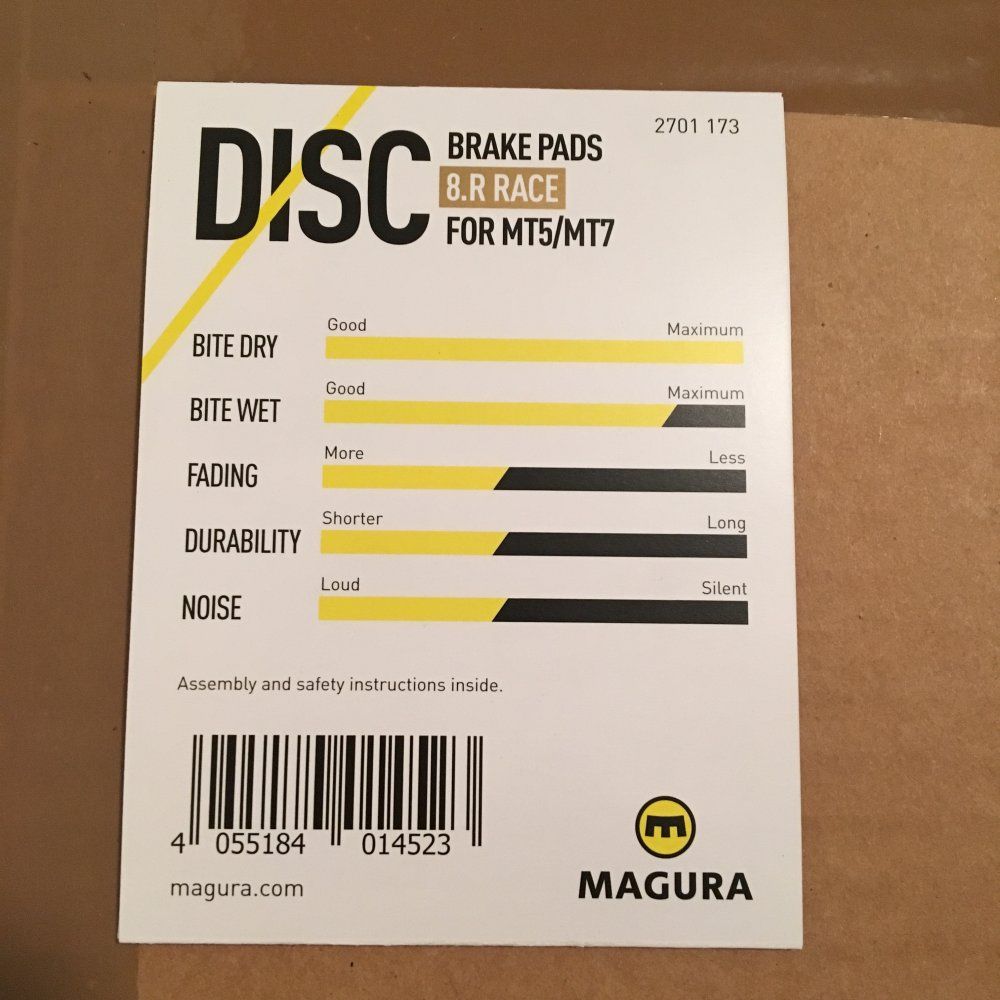 2701 173
DISC
BRAKE PADS
8.R RACE
FOR MT5/MT7
Good Maximum
BITE DRY
Good Maximum
BITE WET
More Less
FADING
Shorter Long
DURABILITY
Loud Silent
NOISE
Assembly and safety instructions inside.
4 055184 014523
magura.com
MAGURA